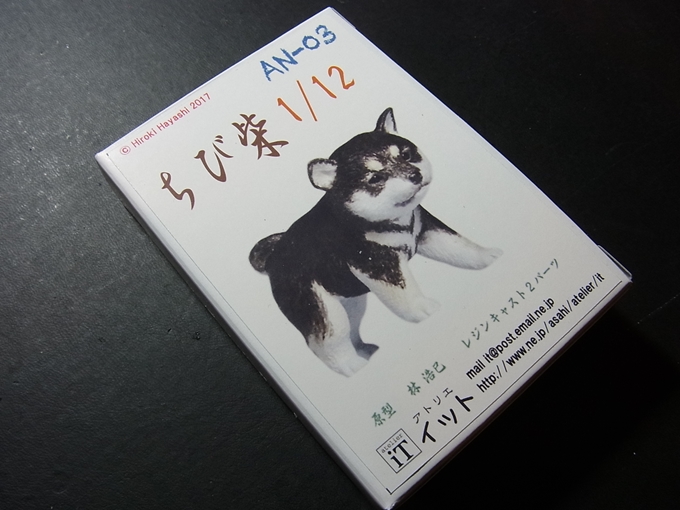 © Hiroki Hayashi 2017
AN-03
ちび柴 1/12
原型 林 浩己 レジンキャスト2パーツ
atelier
iT
アトリエ
イット
mail it@post.email.ne.jp
http://www.ne.jp/asahi/atelier/it